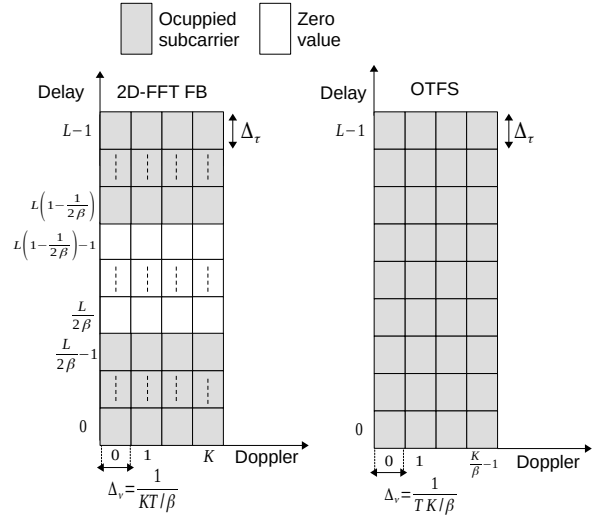 Ocuppied
subcarrier
Zero
value
Delay
2D-FFT FB
L−1
Δτ
L(1−1/2β)
L(1−1/2β)−1
L/2β
L/2β−1
0
0 1 K Doppler
Δν=1/KT/β
Delay
OTFS
L−1
Δτ
0
0 1 K/β−1 Doppler
Δν=1/T K/β